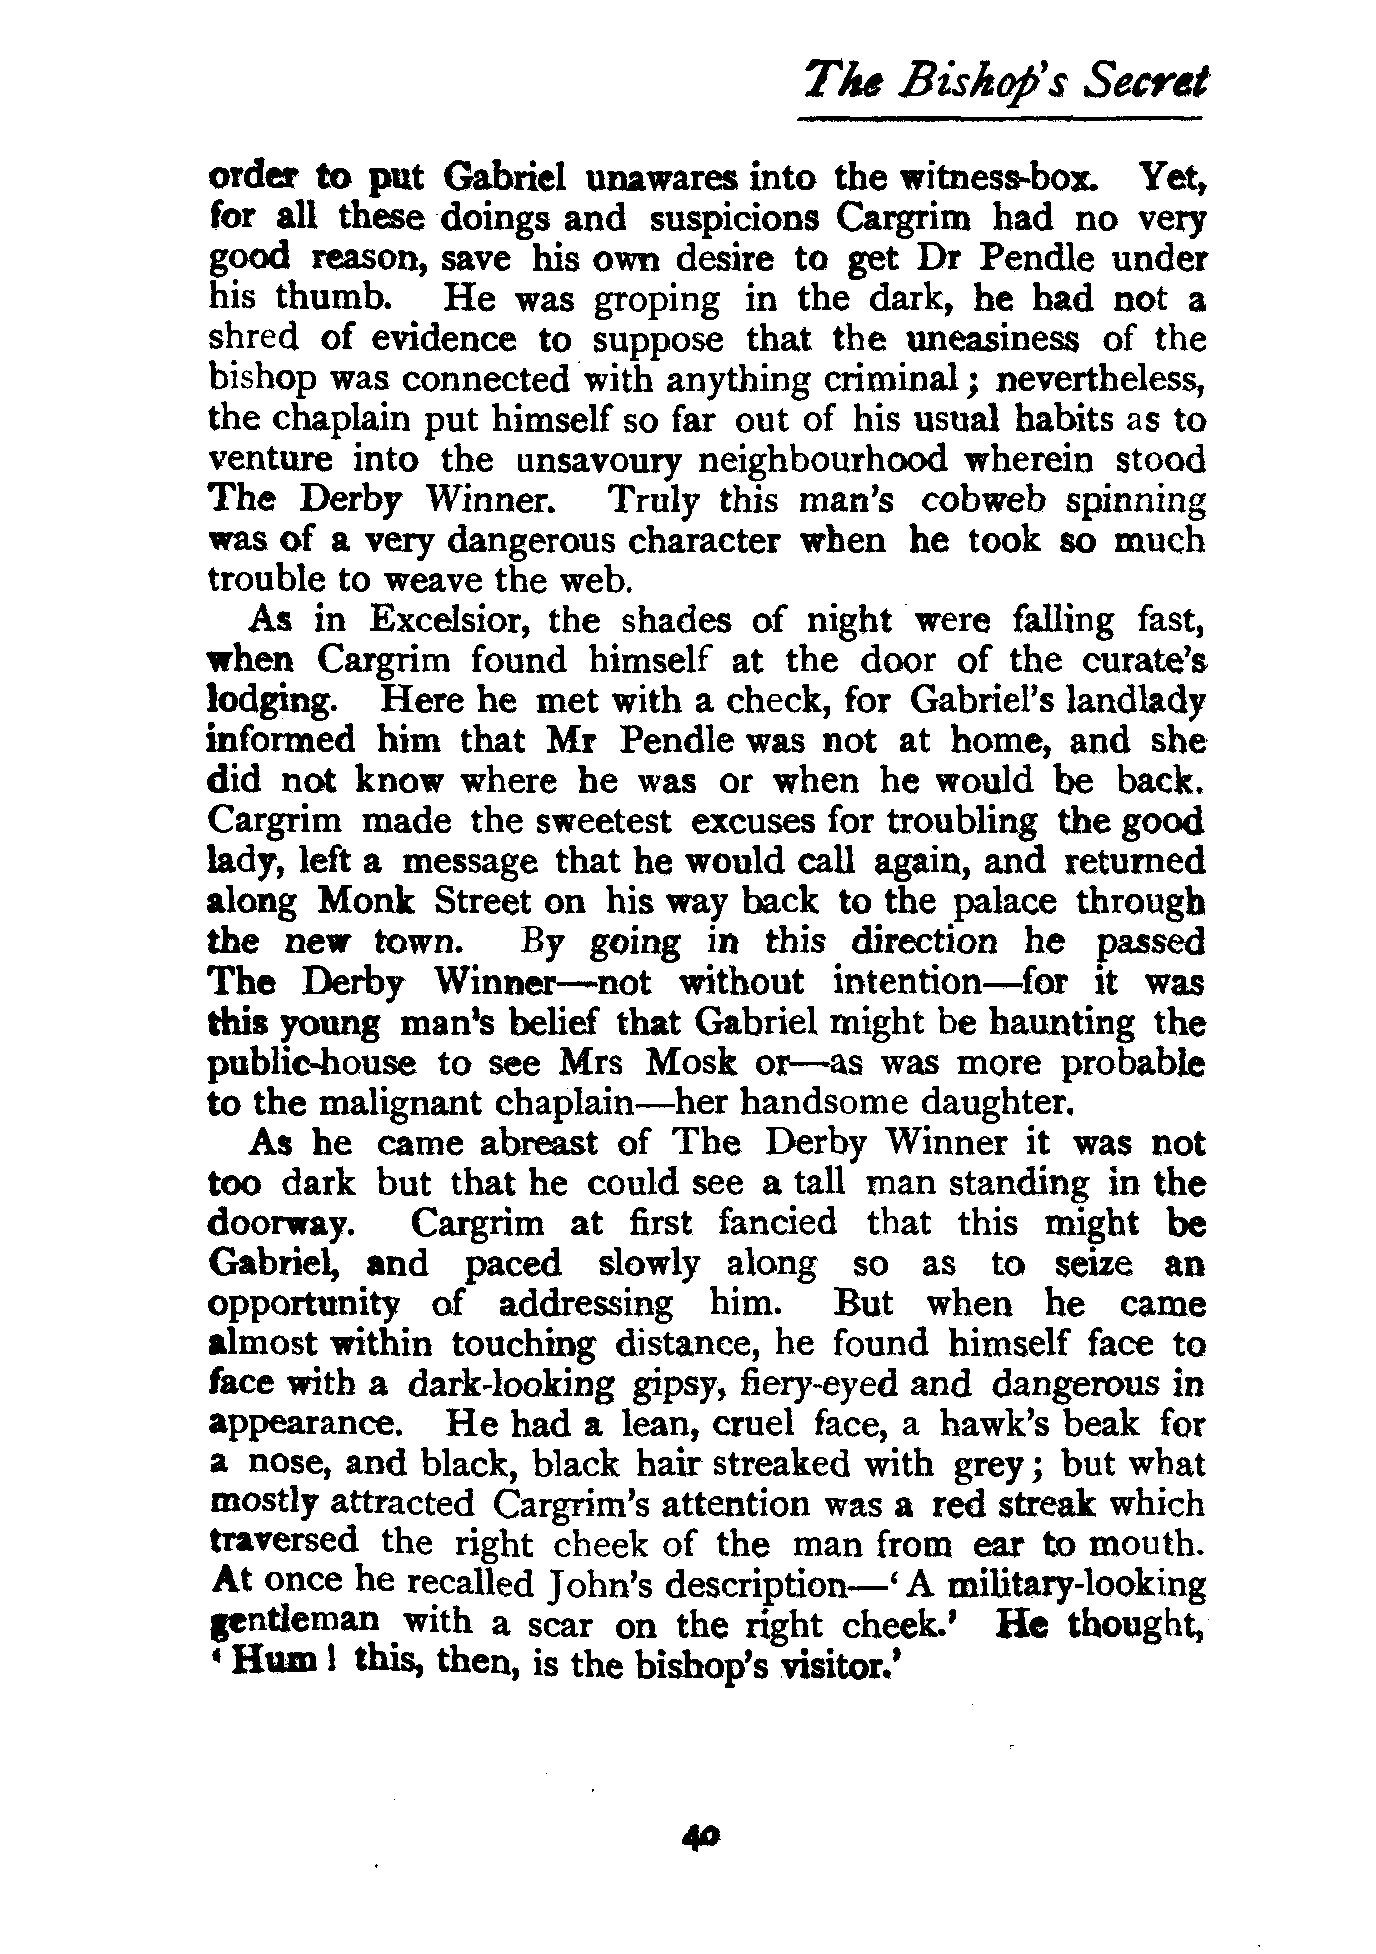 The Bishop's Secret
order to put Gabriel unawares into the witness-box. Yet,
for all these doings and suspicions Cargrim had no very
good reason, save his own desire to get Dr Pendle under
his thumb. He was groping in the dark, he had not a
shred of evidence to suppose that the uneasiness of the
bishop was connected with anything criminal; nevertheless,
the chaplain put himself so far out of his usual habits as to
venture into the unsavoury neighbourhood wherein stood
The Derby Winner. Truly this man's cobweb spinning
was of a very dangerous character when he took so much
trouble to weave the web.
As in Excelsior, the shades of night were falling fast,
when Cargrim found himself at the door of the curate's
lodging. Here he met with a check, for Gabriel's landlady
informed him that Mr Pendle was not at home, and she
did not know where he was or when he would be back.
Cargrim made the sweetest excuses for troubling the good
lady, left a message that he would call again, and returned
along Monk Street on his way back to the palace through
the new town. By going in this direction he passed
The Derby Winner—not without intention—for it was
this young man's belief that Gabriel might be haunting the
public-house to see Mrs Mosk or—as was more probable
to the malignant chaplain—her handsome daughter.
As he came abreast of The Derby Winner it was not
too dark but that he could see a tall man standing in the
doorway. Cargrim at first fancied that this might be
Gabriel, and paced slowly along so as to seize an
opportunity of addressing him. But when he came
almost within touching distance, he found himself face to
face with a dark-looking gipsy, fiery-eyed and dangerous in
appearance. He had a lean, cruel face, a hawk's beak for
a nose, and black, black hair streaked with grey; but what
mostly attracted Cargrim's attention was a red streak which
traversed the right cheek of the man from ear to mouth.
At once he recalled John's description—'A military-looking
gentleman with a scar on the right cheek.' He thought,
'Hum! this, then, is the bishop's visitor.'
40